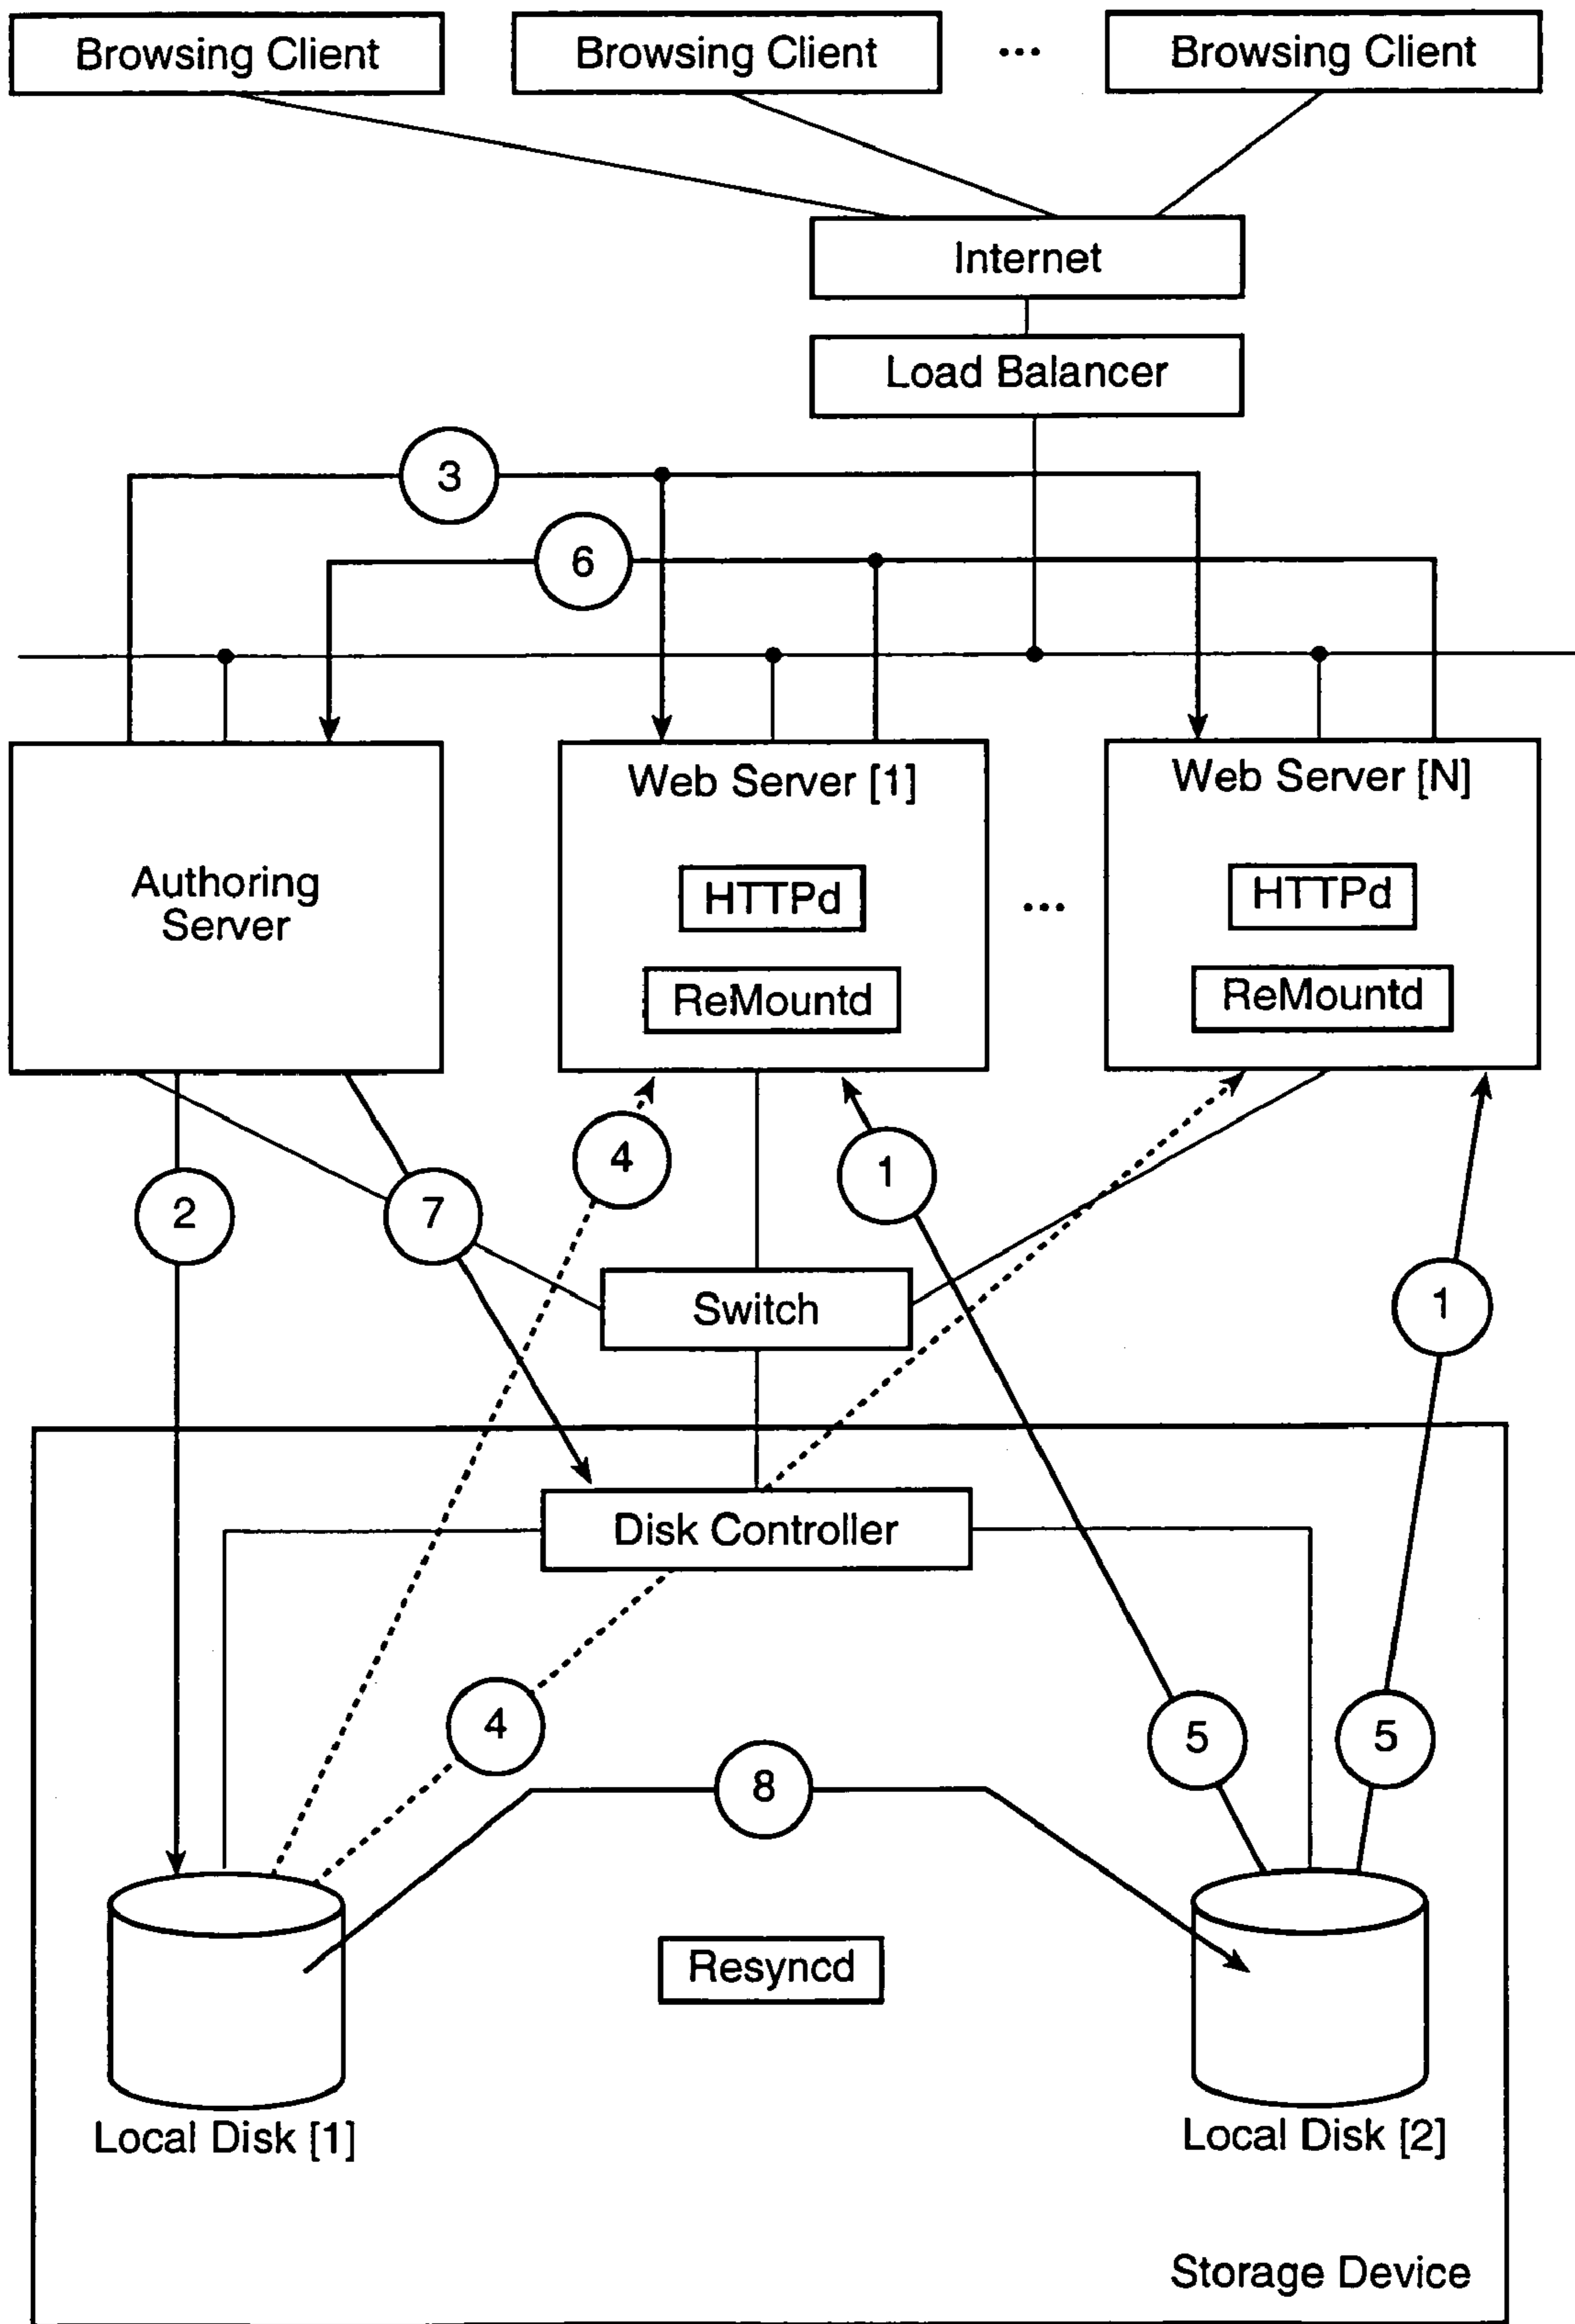 Browsing Client
Browsing Client
...
Browsing Client
Internet
Load Balancer
3
6
Web Server [1]
Web Server [N]
Authoring
Server
HTTPd
...
HTTPd
ReMountd
ReMountd
4
1
2
7
Switch
1
Disk Controller
4
5
5
8
Resyncd
Local Disk [1]
Local Disk [2]
Storage Device